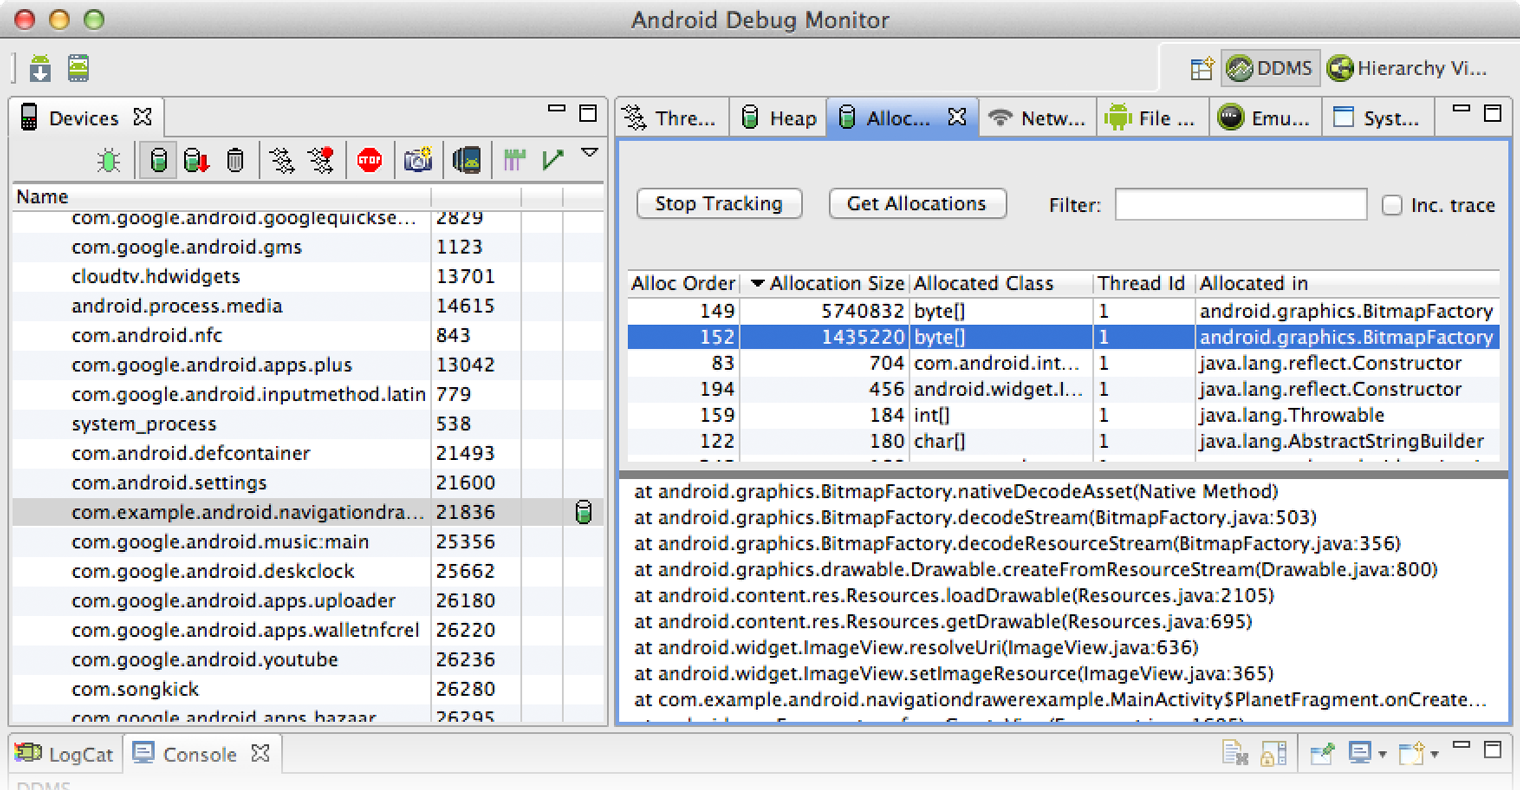 Android Debug Monitor
DDMS
Hierarchy Vi...
Devices
STOP
Name
com.google.android.googlequickse... 2829
com.google.android.gms 1123
cloudtv.hdwidgets 13701
android.process.media 14615
com.android.nfc 843
com.google.android.apps.plus 13042
com.google.android.inputmethod.latin 779
system_process 538
com.android.defcontainer 21493
com.android.settings 21600
com.example.android.navigationdra... 21836
com.google.android.music:main 25356
com.google.android.deskclock 25662
com.google.android.apps.uploader 26180
com.google.android.apps.walletnfcrel 26220
com.google.android.youtube 26236
com.songkick 26280
com.google.android.apps.bazaar 26295
Thre... Heap Alloc... Netw... File ... Emu... Syst...
Stop Tracking Get Allocations Filter: Inc. trace
Alloc Order Allocation Size Allocated Class Thread Id Allocated in
149 5740832 byte[] 1 android.graphics.BitmapFactory
152 1435220 byte[] 1 android.graphics.BitmapFactory
83 704 com.android.int... 1 java.lang.reflect.Constructor
194 456 android.widget.I... 1 java.lang.reflect.Constructor
159 184 int[] 1 java.lang.Throwable
122 180 char[] 1 java.lang.AbstractStringBuilder
at android.graphics.BitmapFactory.nativeDecodeAsset(Native Method)
at android.graphics.BitmapFactory.decodeStream(BitmapFactory.java:503)
at android.graphics.BitmapFactory.decodeResourceStream(BitmapFactory.java:356)
at android.graphics.drawable.Drawable.createFromResourceStream(Drawable.java:800)
at android.content.res.Resources.loadDrawable(Resources.java:2105)
at android.content.res.Resources.getDrawable(Resources.java:695)
at android.widget.ImageView.resolveUri(ImageView.java:636)
at android.widget.ImageView.setImageResource(ImageView.java:365)
at com.example.android.navigationdrawerexample.MainActivity$PlanetFragment.onCreate...
LogCat Console
DDMS